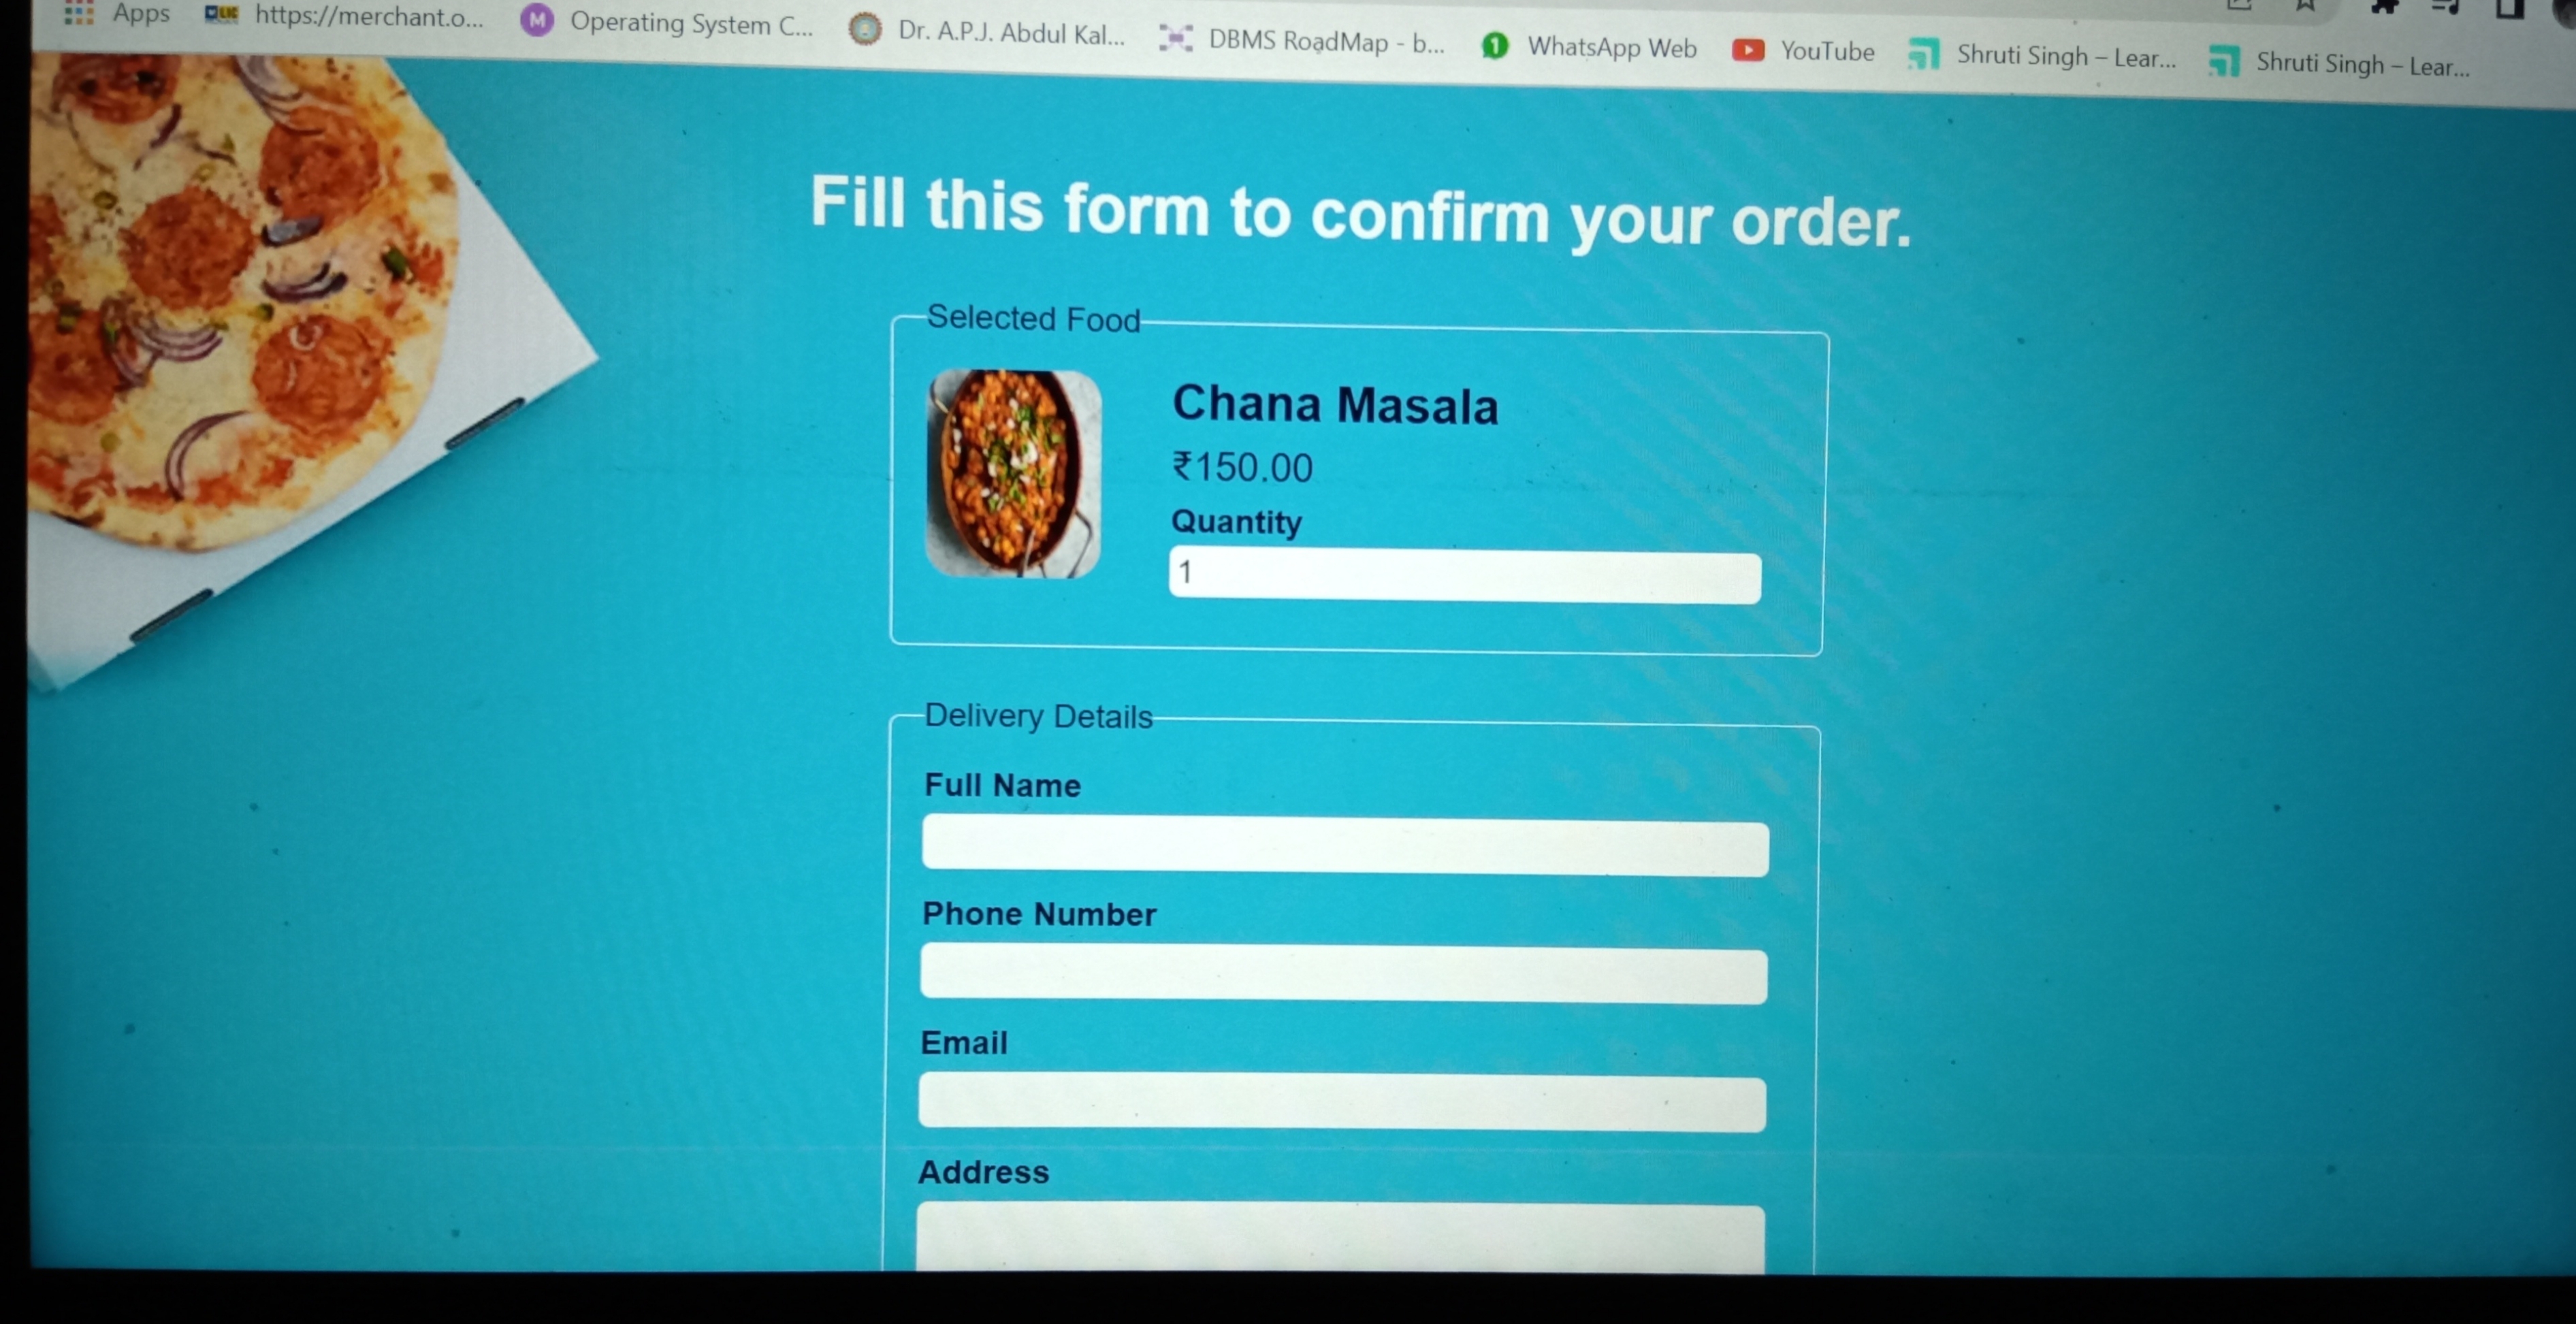 Apps https://merchant.o... M Operating System C... Dr. A.P.J. Abdul Kal... DBMS RoadMap - b... 1 WhatsApp Web YouTube Shruti Singh – Lear... Shruti Singh – Lear...
Fill this form to confirm your order.
Selected Food
Chana Masala
₹150.00
Quantity
1
Delivery Details
Full Name
Phone Number
Email
Address